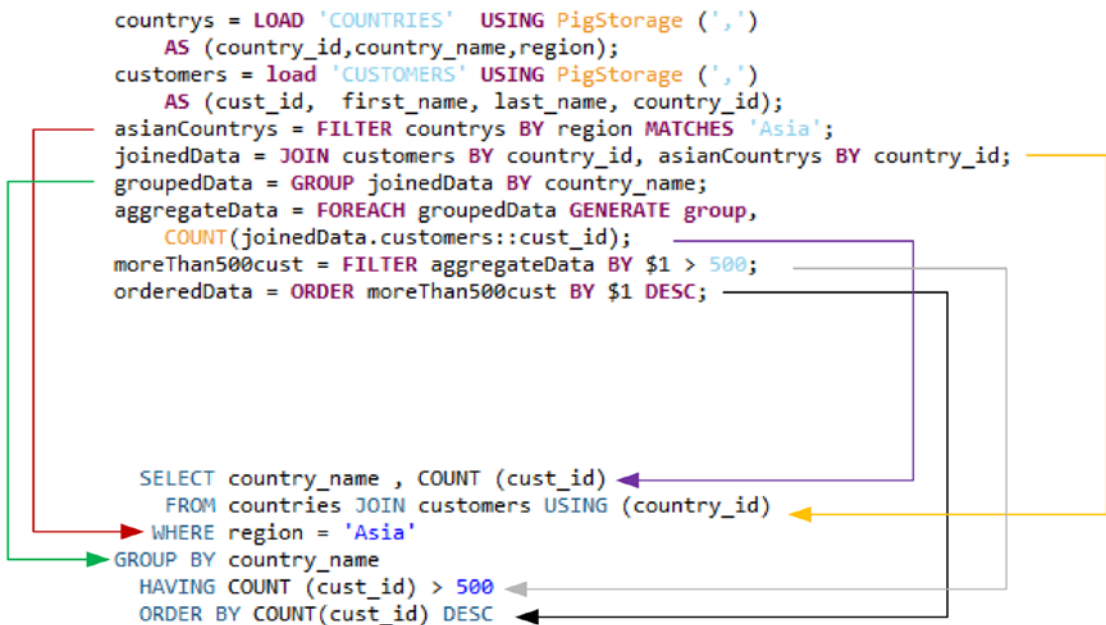 countrys = LOAD 'COUNTRIES'  USING PigStorage (',')
AS (country_id,country_name,region);
customers = load 'CUSTOMERS' USING PigStorage (',')
AS (cust_id,  first_name, last_name, country_id);
asianCountrys = FILTER countrys BY region MATCHES 'Asia';
joinedData = JOIN customers BY country_id, asianCountrys BY country_id;
groupedData = GROUP joinedData BY country_name;
aggregateData = FOREACH groupedData GENERATE group,
COUNT(joinedData.customers::cust_id);
moreThan500cust = FILTER aggregateData BY $1 > 500;
orderedData = ORDER moreThan500cust BY $1 DESC;
SELECT country_name , COUNT (cust_id)
FROM countries JOIN customers USING (country_id)
WHERE region = 'Asia'
GROUP BY country_name
HAVING COUNT (cust_id) > 500
ORDER BY COUNT(cust_id) DESC